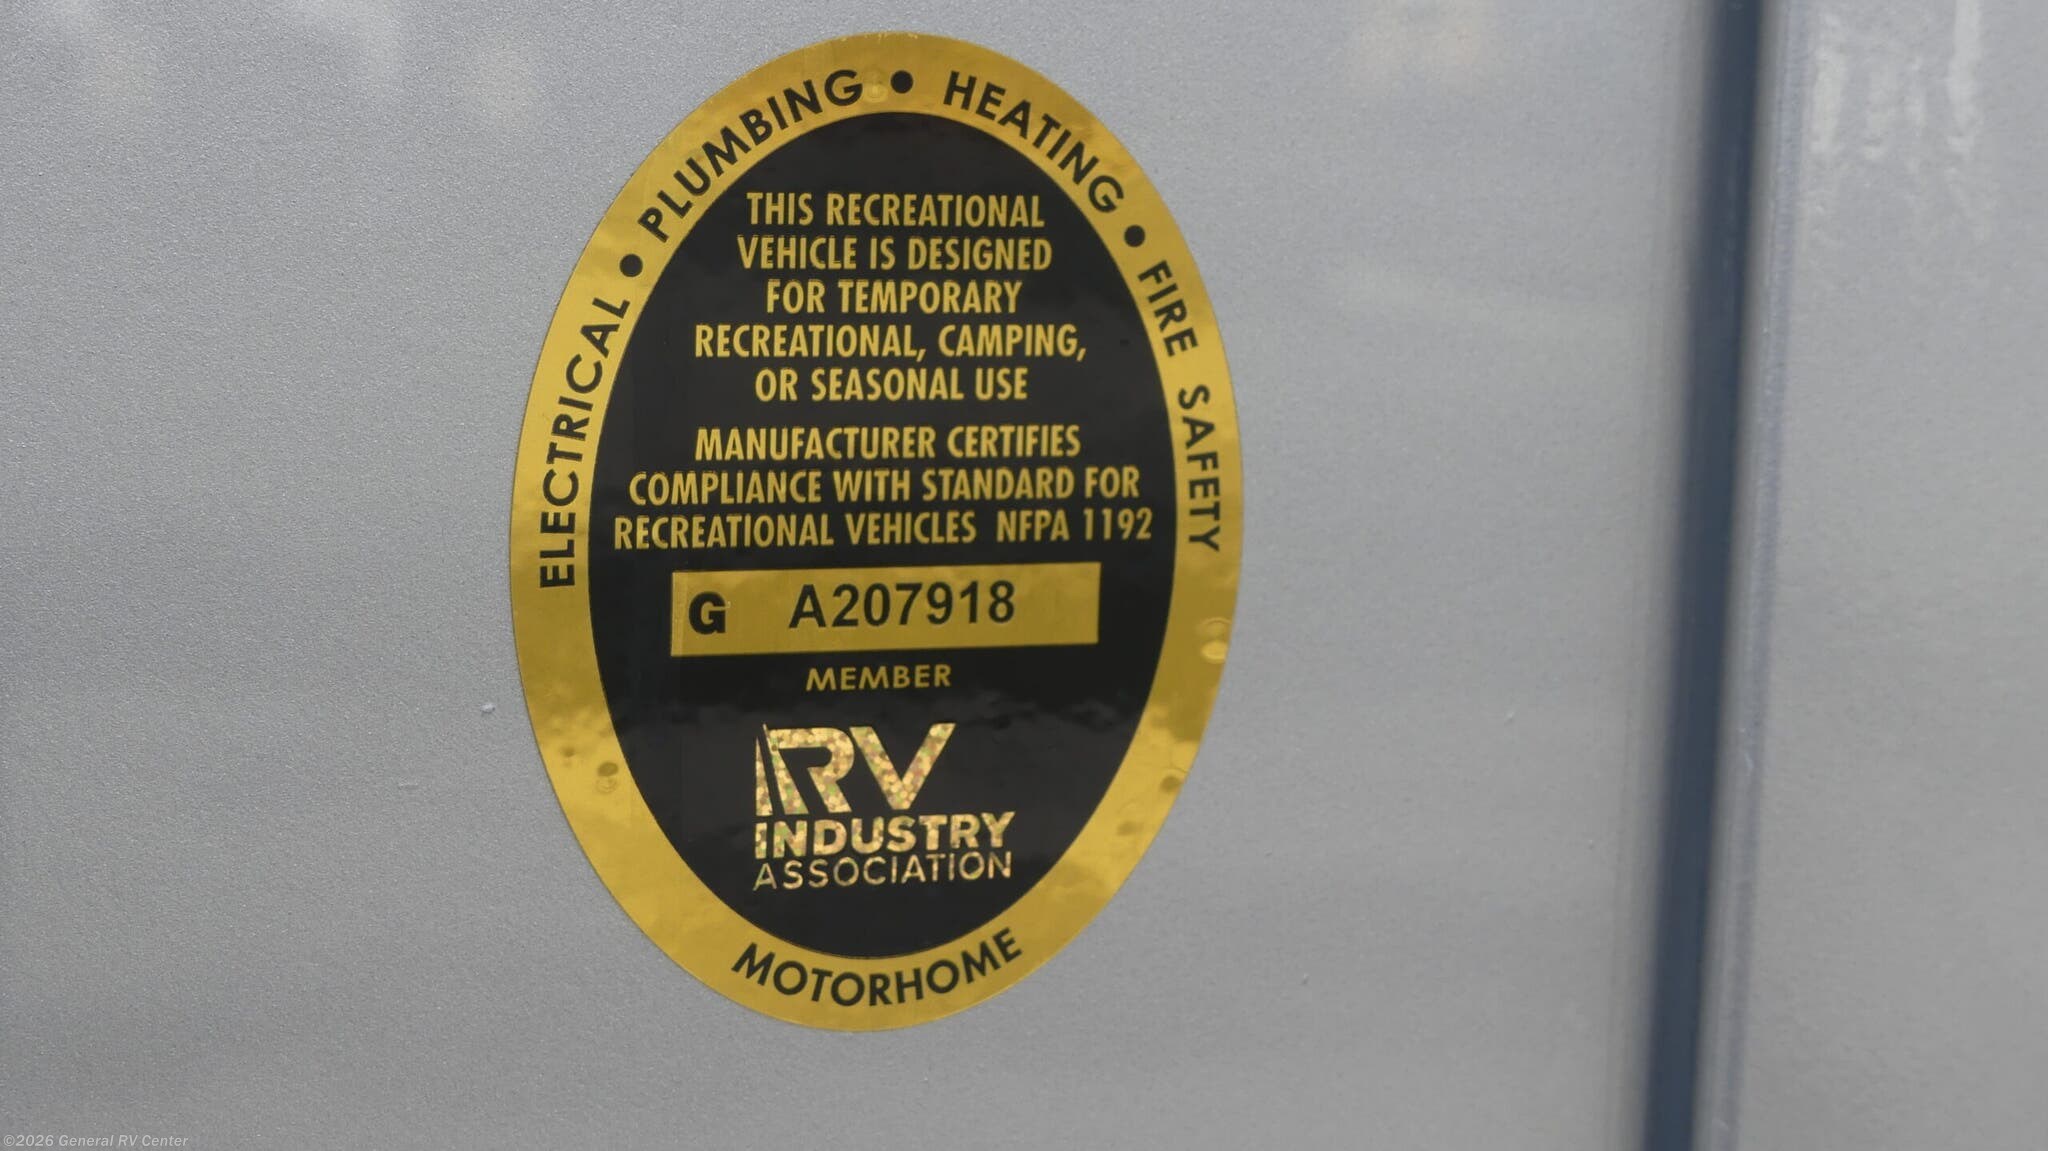 ELECTRICAL • PLUMBING • HEATING • FIRE SAFETY
THIS RECREATIONAL
VEHICLE IS DESIGNED
FOR TEMPORARY
RECREATIONAL, CAMPING,
OR SEASONAL USE
MANUFACTURER CERTIFIES
COMPLIANCE WITH STANDARD FOR
RECREATIONAL VEHICLES NFPA 1192
G A207918
MEMBER
RV
INDUSTRY
ASSOCIATION
MOTORHOME
©2026 General RV Center